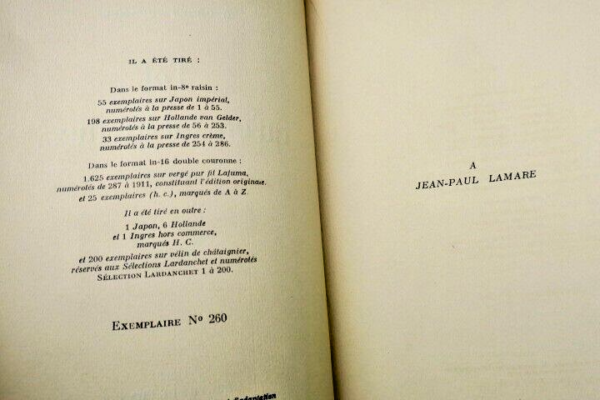 IL A ÉTÉ TIRÉ :
Dans le format in-8º raisin :
55 exemplaires sur Japon impérial,
numérotés à la presse de 1 à 55.
198 exemplaires sur Hollande van Gelder,
numérotés à la presse de 56 à 253.
33 exemplaires sur Ingres crème,
numérotés à la presse de 254 à 286.
Dans le format in-16 double couronne :
1.625 exemplaires sur vergé pur fil Lafuma,
numérotés de 287 à 1911, constituant l'édition originale,
et 25 exemplaires (h. c.), marqués de A à Z.
Il a été tiré en outre :
1 Japon, 6 Hollande
et 1 Ingres hors commerce,
marqués H. C.
et 200 exemplaires sur vélin de châtaignier,
réservés aux Sélections Lardanchet et numérotés
SÉLECTION LARDANCHET 1 à 200.
EXEMPLAIRE Nº 260
A
JEAN-PAUL LAMARE